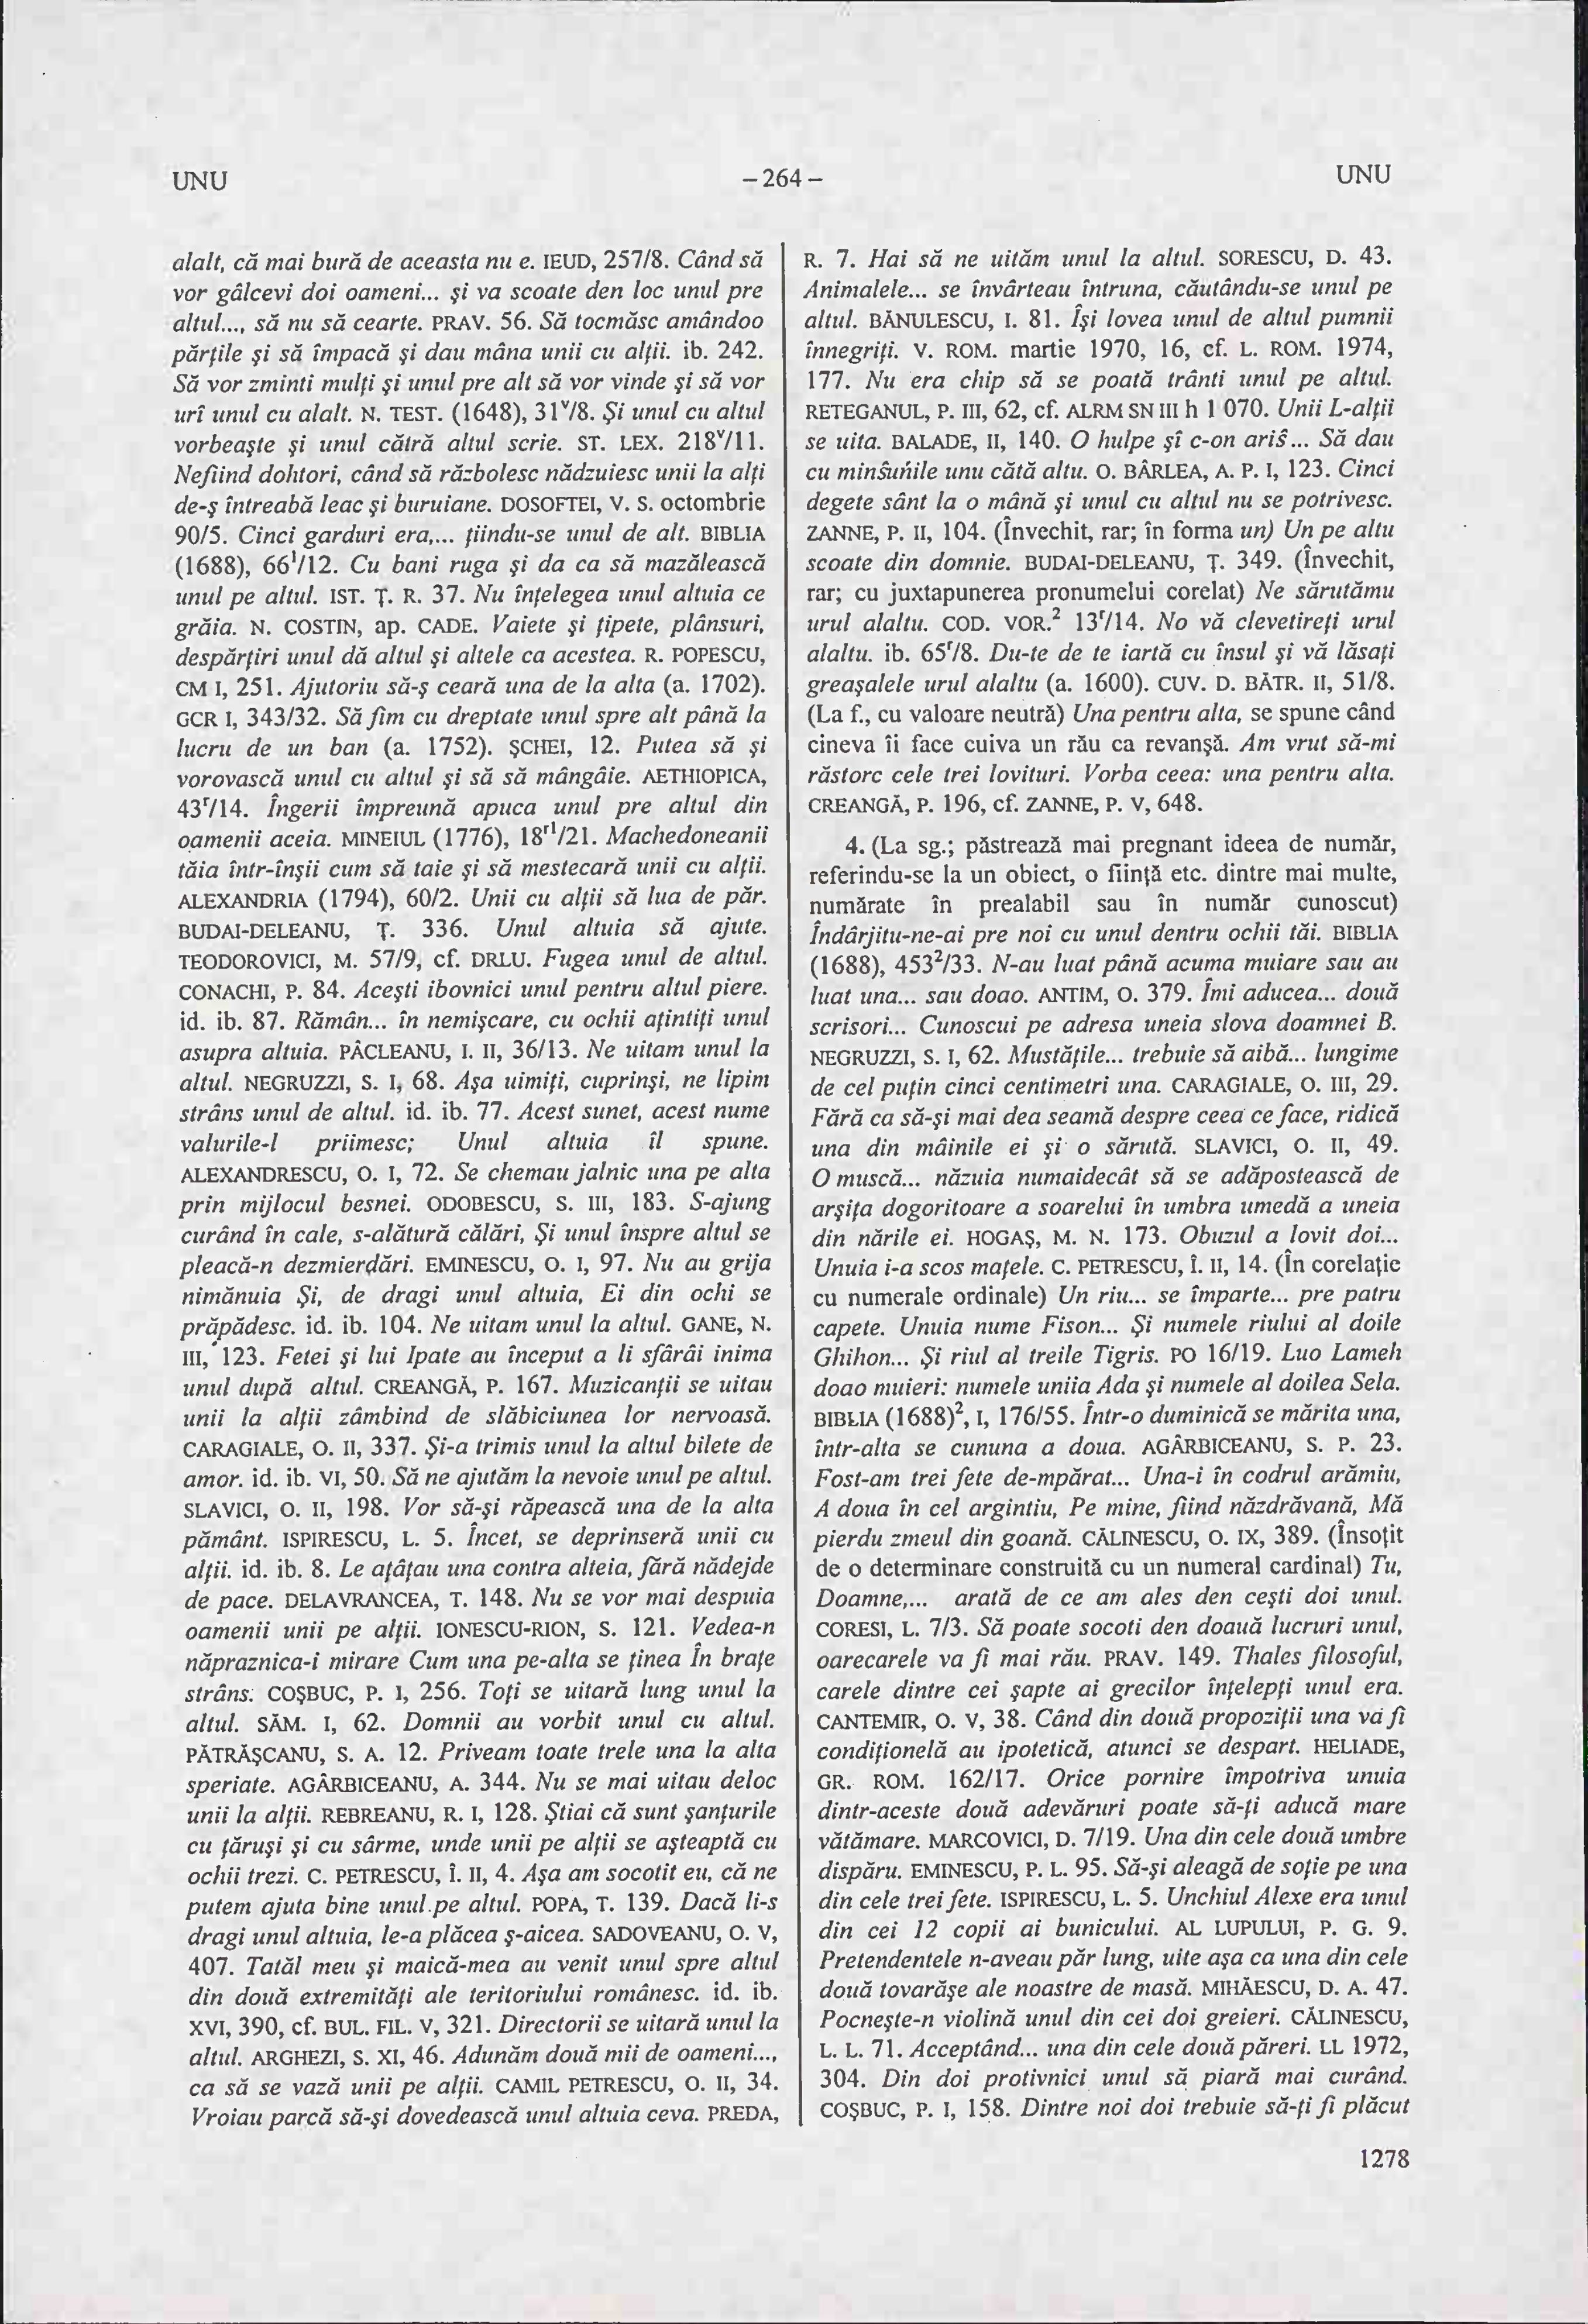 UNU
– 264 –
UNU
alalt, că mai bură de aceasta nu e. IEUD, 257/8. Când să
vor gâlcevi doi oameni... şi va scoate den loc unul pre
altul..., să nu să cearte. PRAV. 56. Să tocmăsc amândoo
părţile şi să împacă şi dau mâna unii cu alţii. ib. 242.
Să vor zminti mulţi şi unul pre alt să vor vinde şi să vor
urî unul cu alalt. N. TEST. (1648), 31ᵛ/8. Şi unul cu altul
vorbeaşte şi unul cătră altul scrie. ST. LEX. 218ᵛ/11.
Nefiind dohtori, când să războlesc nădzuiesc unii la alţi
de-ş întreabă leac şi buruiane. DOSOFTEI, V. S. octombrie
90/5. Cinci garduri era,... ţiindu-se unul de alt. BIBLIA
(1688), 66¹/12. Cu bani ruga şi da ca să mazălească
unul pe altul. IST. Ţ. R. 37. Nu înţelegea unul altuia ce
grăia. N. COSTIN, ap. CADE. Vaiete şi ţipete, plânsuri,
despărţiri unul dă altul şi altele ca acestea. R. POPESCU,
CM I, 251. Ajutoriu să-ş ceară una de la alta (a. 1702).
GCR I, 343/32. Să fim cu dreptate unul spre alt până la
lucru de un ban (a. 1752). ŞCHEI, 12. Putea să şi
vorovască unul cu altul şi să să mângâie. AETHIOPICA,
43ʳ/14. Îngerii împreună apuca unul pre altul din
oamenii aceia. MINEIUL (1776), 18ʳ¹/21. Machedoneanii
tăia într-înşii cum să taie şi să mestecară unii cu alţii.
ALEXANDRIA (1794), 60/2. Unii cu alţii să lua de păr.
BUDAI-DELEANU, Ţ. 336. Unul altuia să ajute.
TEODOROVICI, M. 57/9, cf. DRLU. Fugea unul de altul.
CONACHI, P. 84. Aceşti ibovnici unul pentru altul piere.
id. ib. 87. Rămân... în nemişcare, cu ochii aţintiţi unul
asupra altuia. PÂCLEANU, I. II, 36/13. Ne uitam unul la
altul. NEGRUZZI, S. I, 68. Aşa uimiţi, cuprinşi, ne lipim
strâns unul de altul. id. ib. 77. Acest sunet, acest nume
valurile-l priimesc; Unul altuia îl spune.
ALEXANDRESCU, O. I, 72. Se chemau jalnic una pe alta
prin mijlocul besnei. ODOBESCU, S. III, 183. S-ajung
curând în cale, s-alătură călări, Şi unul înspre altul se
pleacă-n dezmierdări. EMINESCU, O. I, 97. Nu au grija
nimănuia Şi, de dragi unul altuia, Ei din ochi se
prăpădesc. id. ib. 104. Ne uitam unul la altul. GANE, N.
III, 123. Fetei şi lui Ipate au început a li sfârâi inima
unul după altul. CREANGĂ, P. 167. Muzicanţii se uitau
unii la alţii zâmbind de slăbiciunea lor nervoasă.
CARAGIALE, O. II, 337. Şi-a trimis unul la altul bilete de
amor. id. ib. VI, 50. Să ne ajutăm la nevoie unul pe altul.
SLAVICI, O. II, 198. Vor să-şi răpească una de la alta
pământ. ISPIRESCU, L. 5. Încet, se deprinseră unii cu
alţii. id. ib. 8. Le aţâţau una contra alteia, fără nădejde
de pace. DELAVRANCEA, T. 148. Nu se vor mai despuia
oamenii unii pe alţii. IONESCU-RION, S. 121. Vedea-n
năpraznica-i mirare Cum una pe-alta se ţinea În braţe
strâns. COŞBUC, P. I, 256. Toţi se uitară lung unul la
altul. SĂM. I, 62. Domnii au vorbit unul cu altul.
PĂTRĂŞCANU, S. A. 12. Priveam toate trele una la alta
speriate. AGÂRBICEANU, A. 344. Nu se mai uitau deloc
unii la alţii. REBREANU, R. I, 128. Ştiai că sunt şanţurile
cu ţăruşi şi cu sârme, unde unii pe alţii se aşteaptă cu
ochii trezi. C. PETRESCU, Î. II, 4. Aşa am socotit eu, că ne
putem ajuta bine unul pe altul. POPA, T. 139. Dacă li-s
dragi unul altuia, le-a plăcea ş-aicea. SADOVEANU, O. V,
407. Tatăl meu şi maică-mea au venit unul spre altul
din două extremităţi ale teritoriului românesc. id. ib.
XVI, 390, cf. BUL. FIL. V, 321. Directorii se uitară unul la
altul. ARGHEZI, S. XI, 46. Adunăm două mii de oameni...,
ca să se vază unii pe alţii. CAMIL PETRESCU, O. II, 34.
Vroiau parcă să-şi dovedească unul altuia ceva. PREDA,
R. 7. Hai să ne uităm unul la altul. SORESCU, D. 43.
Animalele... se învârteau întruna, căutându-se unul pe
altul. BĂNULESCU, I. 81. Îşi lovea unul de altul pumnii
înnegriţi. V. ROM. martie 1970, 16, cf. L. ROM. 1974,
177. Nu era chip să se poată trânti unul pe altul.
RETEGANUL, P. III, 62, cf. ALRM SN III h 1 070. Unii L-alţii
se uita. BALADE, II, 140. O hulpe şî c-on ariŝ... Să dau
cu minŝuńile unu cătă altu. O. BÂRLEA, A. P. I, 123. Cinci
degete sânt la o mână şi unul cu altul nu se potrivesc.
ZANNE, P. II, 104. (Învechit, rar; în forma un) Un pe altu
scoate din domnie. BUDAI-DELEANU, Ţ. 349. (Învechit,
rar; cu juxtapunerea pronumelui corelat) Ne sărutămu
urul alaltu. COD. VOR.² 13ʳ/14. No vă clevetireţi urul
alaltu. ib. 65ʳ/8. Du-te de te iartă cu însul şi vă lăsaţi
greaşalele urul alaltu (a. 1600). CUV. D. BĂTR. II, 51/8.
(La f., cu valoare neutră) Una pentru alta, se spune când
cineva îi face cuiva un rău ca revanşă. Am vrut să-mi
răstorc cele trei lovituri. Vorba ceea: una pentru alta.
CREANGĂ, P. 196, cf. ZANNE, P. V, 648.
4. (La sg.; păstrează mai pregnant ideea de număr,
referindu-se la un obiect, o fiinţă etc. dintre mai multe,
numărate în prealabil sau în număr cunoscut)
Îndârjitu-ne-ai pre noi cu unul dentru ochii tăi. BIBLIA
(1688), 453²/33. N-au luat până acuma muiare sau au
luat una... sau doao. ANTIM, O. 379. Îmi aducea... două
scrisori... Cunoscui pe adresa uneia slova doamnei B.
NEGRUZZI, S. I, 62. Mustăţile... trebuie să aibă... lungime
de cel puţin cinci centimetri una. CARAGIALE, O. III, 29.
Fără ca să-şi mai dea seamă despre ceea ce face, ridică
una din mâinile ei şi o sărută. SLAVICI, O. II, 49.
O muscă... năzuia numaidecât să se adăpostească de
arşiţa dogoritoare a soarelui în umbra umedă a uneia
din nările ei. HOGAŞ, M. N. 173. Obuzul a lovit doi...
Unuia i-a scos maţele. C. PETRESCU, Î. II, 14. (În corelaţie
cu numerale ordinale) Un riu... se împarte... pre patru
capete. Unuia nume Fison... Şi numele riului al doile
Ghihon... Şi riul al treile Tigris. PO 16/19. Luo Lameh
doao muieri: numele uniia Ada şi numele al doilea Sela.
BIBLIA (1688)², I, 176/55. Într-o duminică se mărita una,
într-alta se cununa a doua. AGÂRBICEANU, S. P. 23.
Fost-am trei fete de-mpărat... Una-i în codrul arămiu,
A doua în cel argintiu, Pe mine, fiind năzdrăvană, Mă
pierdu zmeul din goană. CĂLINESCU, O. IX, 389. (Însoţit
de o determinare construită cu un numeral cardinal) Tu,
Doamne,... arată de ce am ales den ceşti doi unul.
CORESI, L. 7/3. Să poate socoti den doauă lucruri unul,
oarecarele va fi mai rău. PRAV. 149. Thales filosoful,
carele dintre cei şapte ai grecilor înţelepţi unul era.
CANTEMIR, O. V, 38. Când din două propoziţii una va fi
condiţionelă au ipotetică, atunci se despart. HELIADE,
GR. ROM. 162/17. Orice pornire împotriva unuia
dintr-aceste două adevăruri poate să-ţi aducă mare
vătămare. MARCOVICI, D. 7/19. Una din cele două umbre
dispăru. EMINESCU, P. L. 95. Să-şi aleagă de soţie pe una
din cele trei fete. ISPIRESCU, L. 5. Unchiul Alexe era unul
din cei 12 copii ai bunicului. AL LUPULUI, P. G. 9.
Pretendentele n-aveau păr lung, uite aşa ca una din cele
două tovarăşe ale noastre de masă. MIHĂESCU, D. A. 47.
Pocneşte-n violină unul din cei doi greieri. CĂLINESCU,
L. L. 71. Acceptând... una din cele două păreri. LL 1972,
304. Din doi protivnici unul să piară mai curând.
COŞBUC, P. I, 158. Dintre noi doi trebuie să-ţi fi plăcut
1278